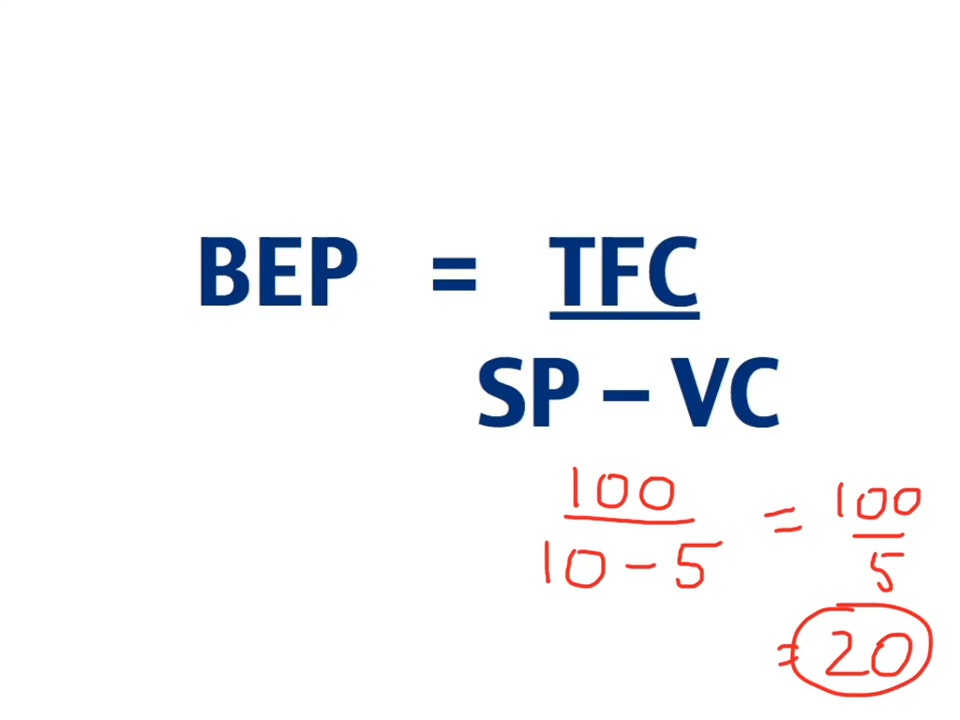 BEP = TFC
SP – VC
100 = 100
10 – 5 5
= 20